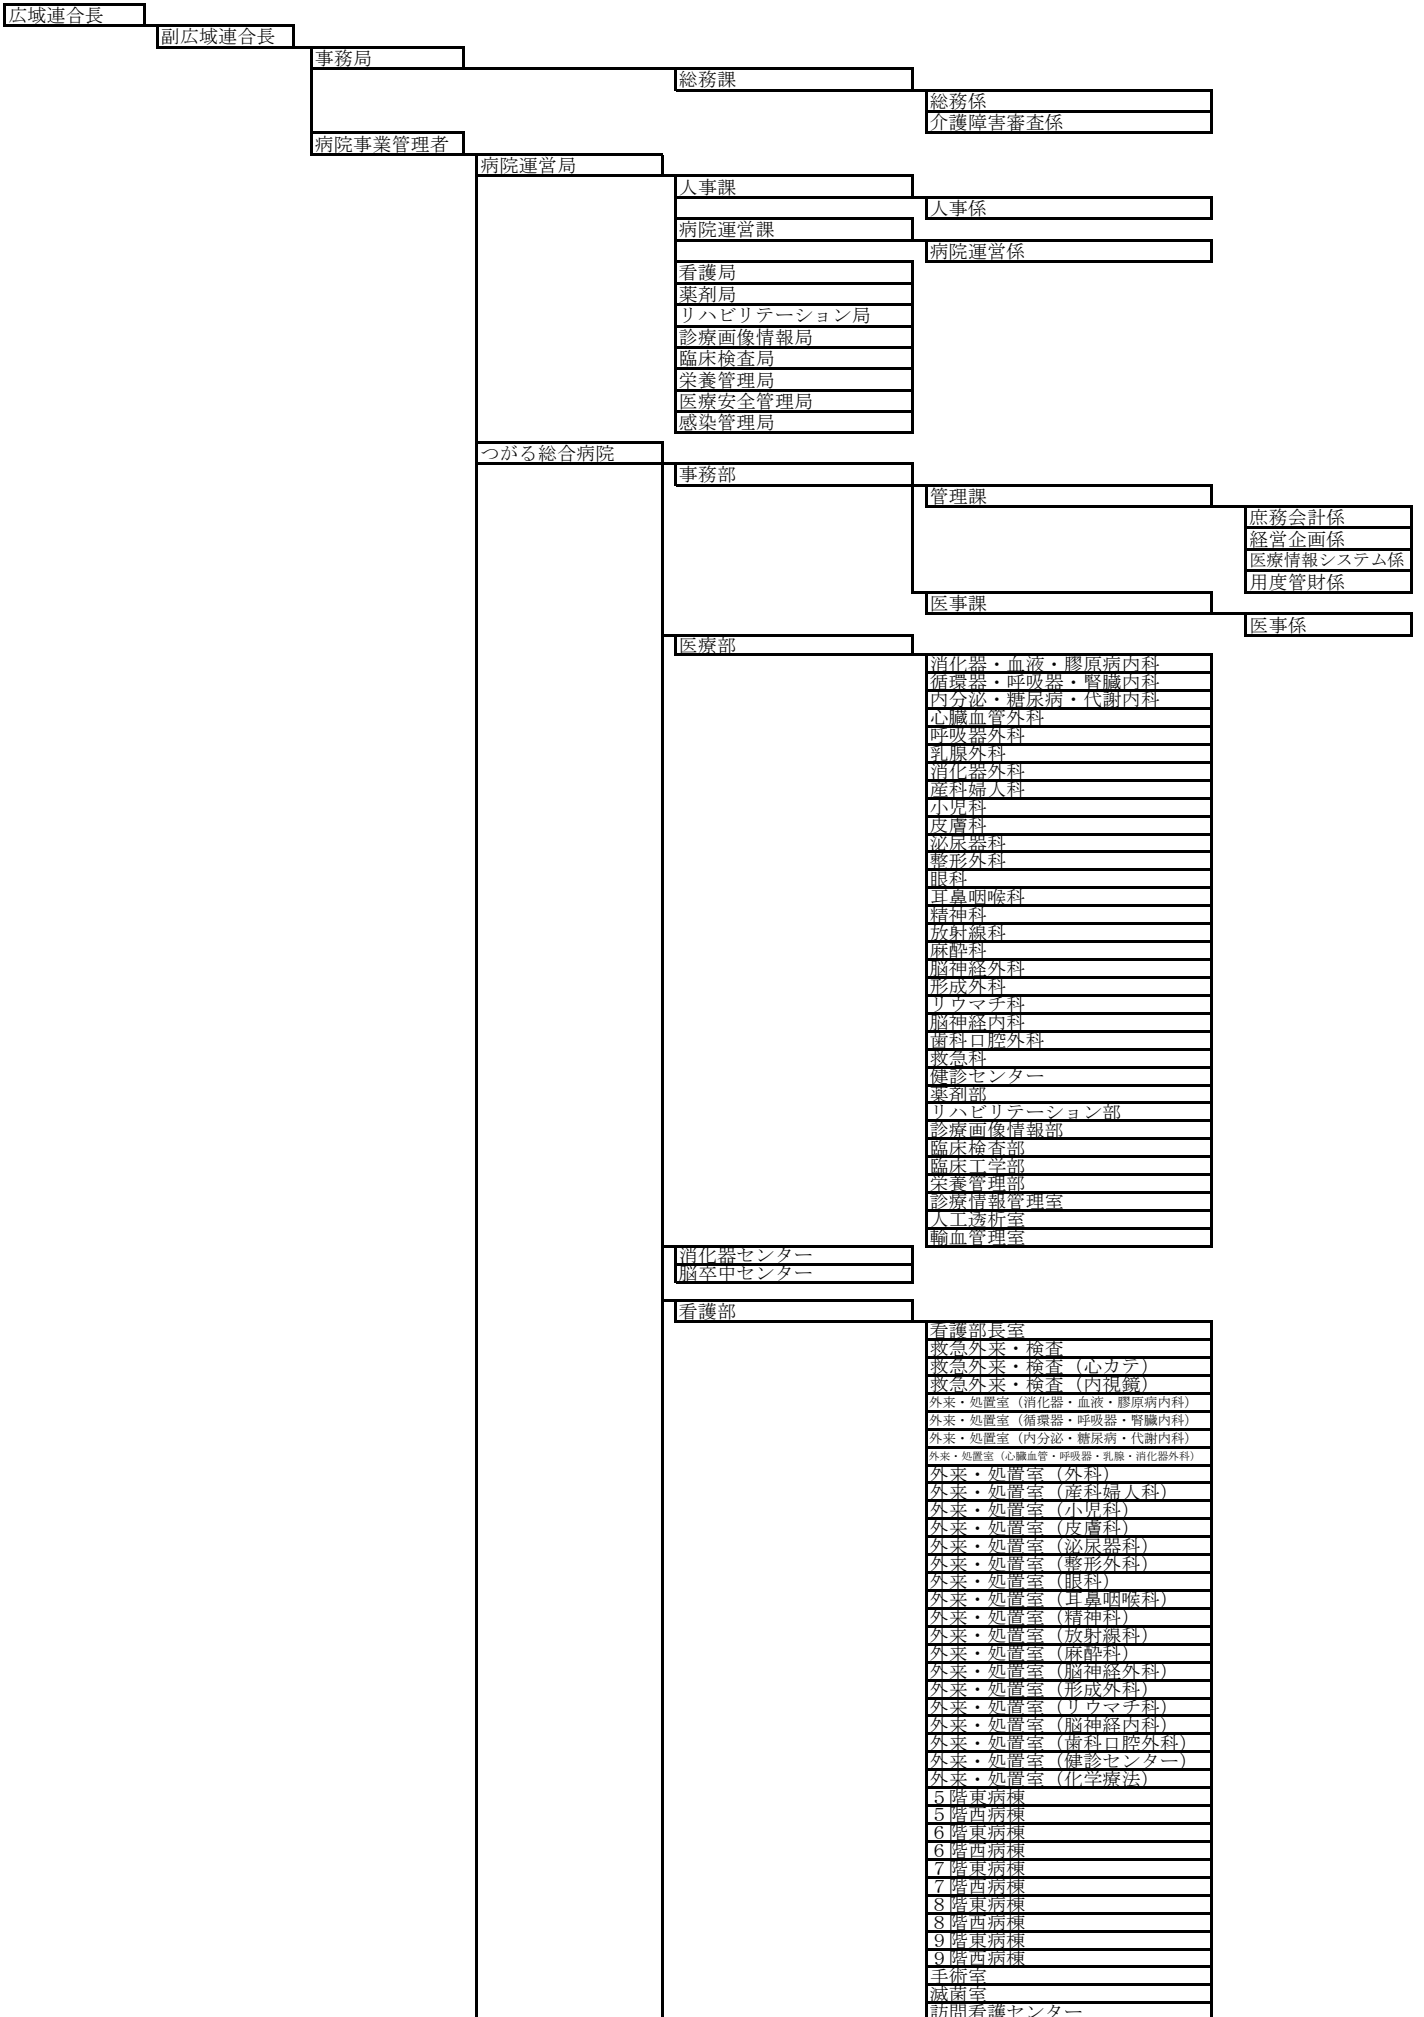 広域連合長
副広域連合長
事務局
総務課
総務係
介護障害審査係
病院事業管理者
病院運営局
人事課
人事係
病院運営課
病院運営係
看護局
薬剤局
リハビリテーション局
診療画像情報局
臨床検査局
栄養管理局
医療安全管理局
感染管理局
つがる総合病院
事務部
管理課
庶務会計係
経営企画係
医療情報システム係
用度管財係
医事課
医事係
医療部
消化器・血液・膠原病内科
循環器・呼吸器・腎臓内科
内分泌・糖尿病・代謝内科
心臓血管外科
呼吸器外科
乳腺外科
消化器外科
産科婦人科
小児科
皮膚科
泌尿器科
整形外科
眼科
耳鼻咽喉科
精神科
放射線科
麻酔科
脳神経外科
形成外科
リウマチ科
脳神経内科
歯科口腔外科
救急科
健診センター
薬剤部
リハビリテーション部
診療画像情報部
臨床検査部
臨床工学部
栄養管理部
診療情報管理室
人工透析室
輸血管理室
消化器センター
脳卒中センター
看護部
看護部長室
救急外来・検査
救急外来・検査（心カテ）
救急外来・検査（内視鏡）
外来・処置室（消化器・血液・膠原病内科）
外来・処置室（循環器・呼吸器・腎臓内科）
外来・処置室（内分泌・糖尿病・代謝内科）
外来・処置室（心臓血管・呼吸器・乳腺・消化器外科）
外来・処置室（外科）
外来・処置室（産科婦人科）
外来・処置室（小児科）
外来・処置室（皮膚科）
外来・処置室（泌尿器科）
外来・処置室（整形外科）
外来・処置室（眼科）
外来・処置室（耳鼻咽喉科）
外来・処置室（精神科）
外来・処置室（放射線科）
外来・処置室（麻酔科）
外来・処置室（脳神経外科）
外来・処置室（形成外科）
外来・処置室（リウマチ科）
外来・処置室（脳神経内科）
外来・処置室（歯科口腔外科）
外来・処置室（健診センター）
外来・処置室（化学療法）
５階東病棟
５階西病棟
６階東病棟
６階西病棟
７階東病棟
７階西病棟
８階東病棟
８階西病棟
９階東病棟
９階西病棟
手術室
滅菌室
訪問看護センター